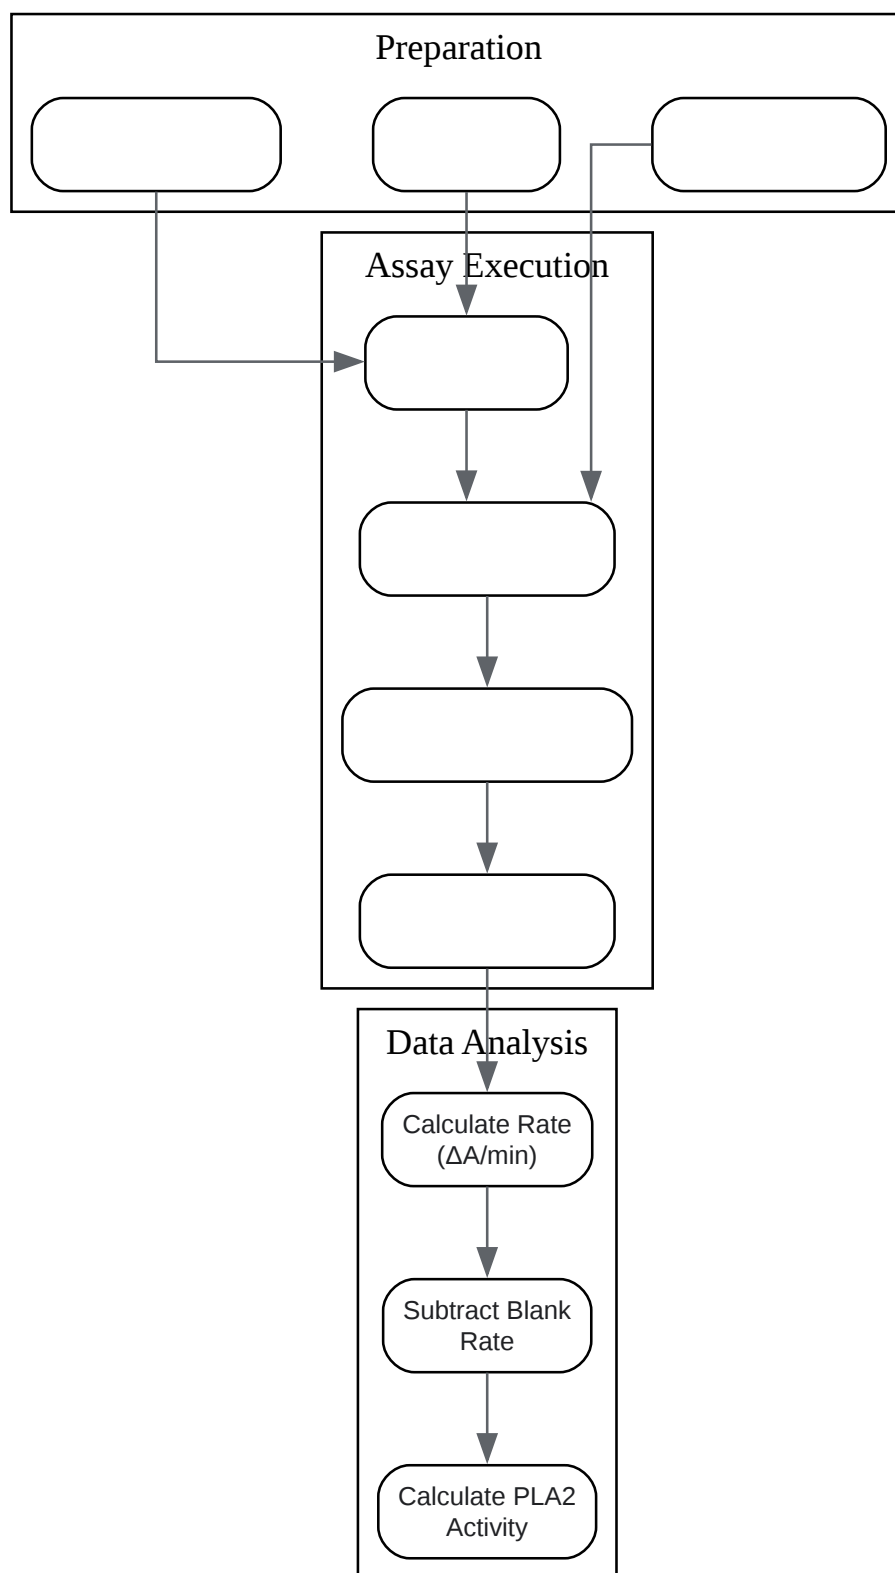 Preparation
Assay Execution
Data Analysis
Calculate Rate
(ΔA/min)
Subtract Blank
Rate
Calculate PLA2
Activity